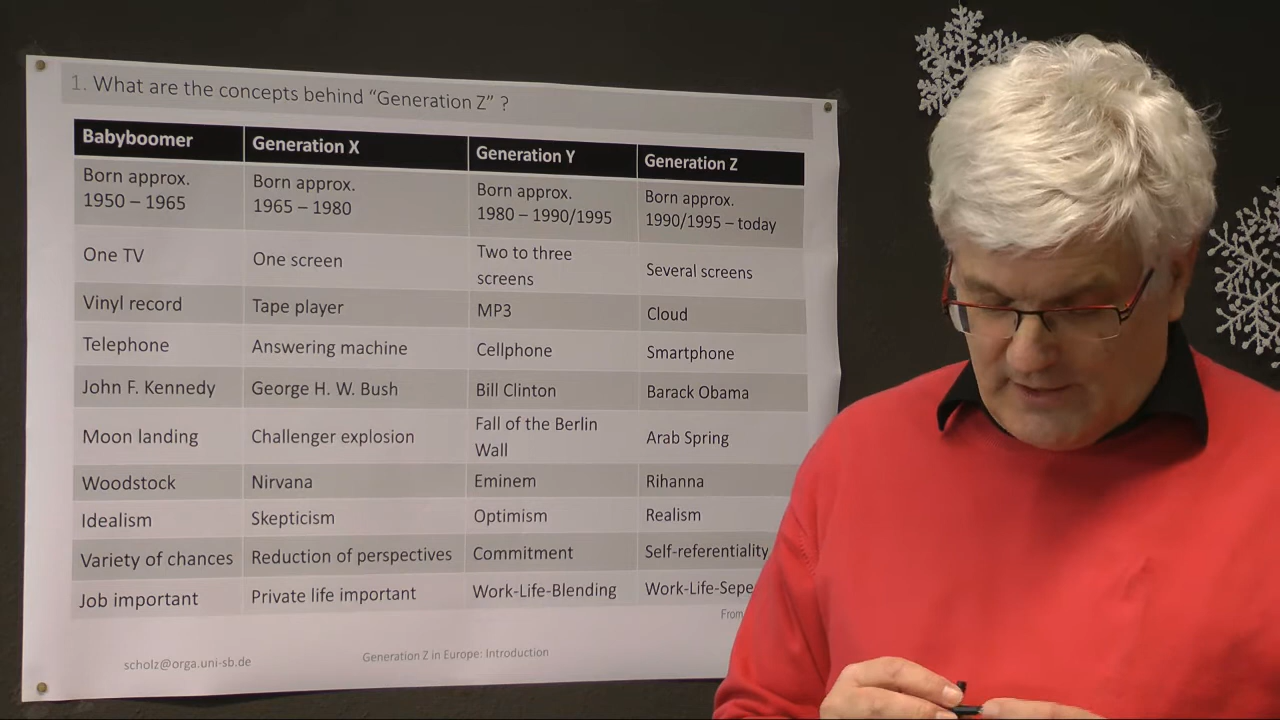 1. What are the concepts behind “Generation Z” ?
Babyboomer Generation X Generation Y Generation Z
Born approx. Born approx. Born approx. Born approx.
1950 – 1965 1965 – 1980 1980 – 1990/1995 1990/1995 – today
One TV One screen Two to three Several screens
screens
Vinyl record Tape player MP3 Cloud
Telephone Answering machine Cellphone Smartphone
John F. Kennedy George H. W. Bush Bill Clinton Barack Obama
Moon landing Challenger explosion Fall of the Berlin Arab Spring
Wall
Woodstock Nirvana Eminem Rihanna
Idealism Skepticism Optimism Realism
Variety of chances Reduction of perspectives Commitment Self-referentiality
Job important Private life important Work-Life-Blending Work-Life-Sepe
From
scholz@orga.uni-sb.de Generation Z in Europe: Introduction